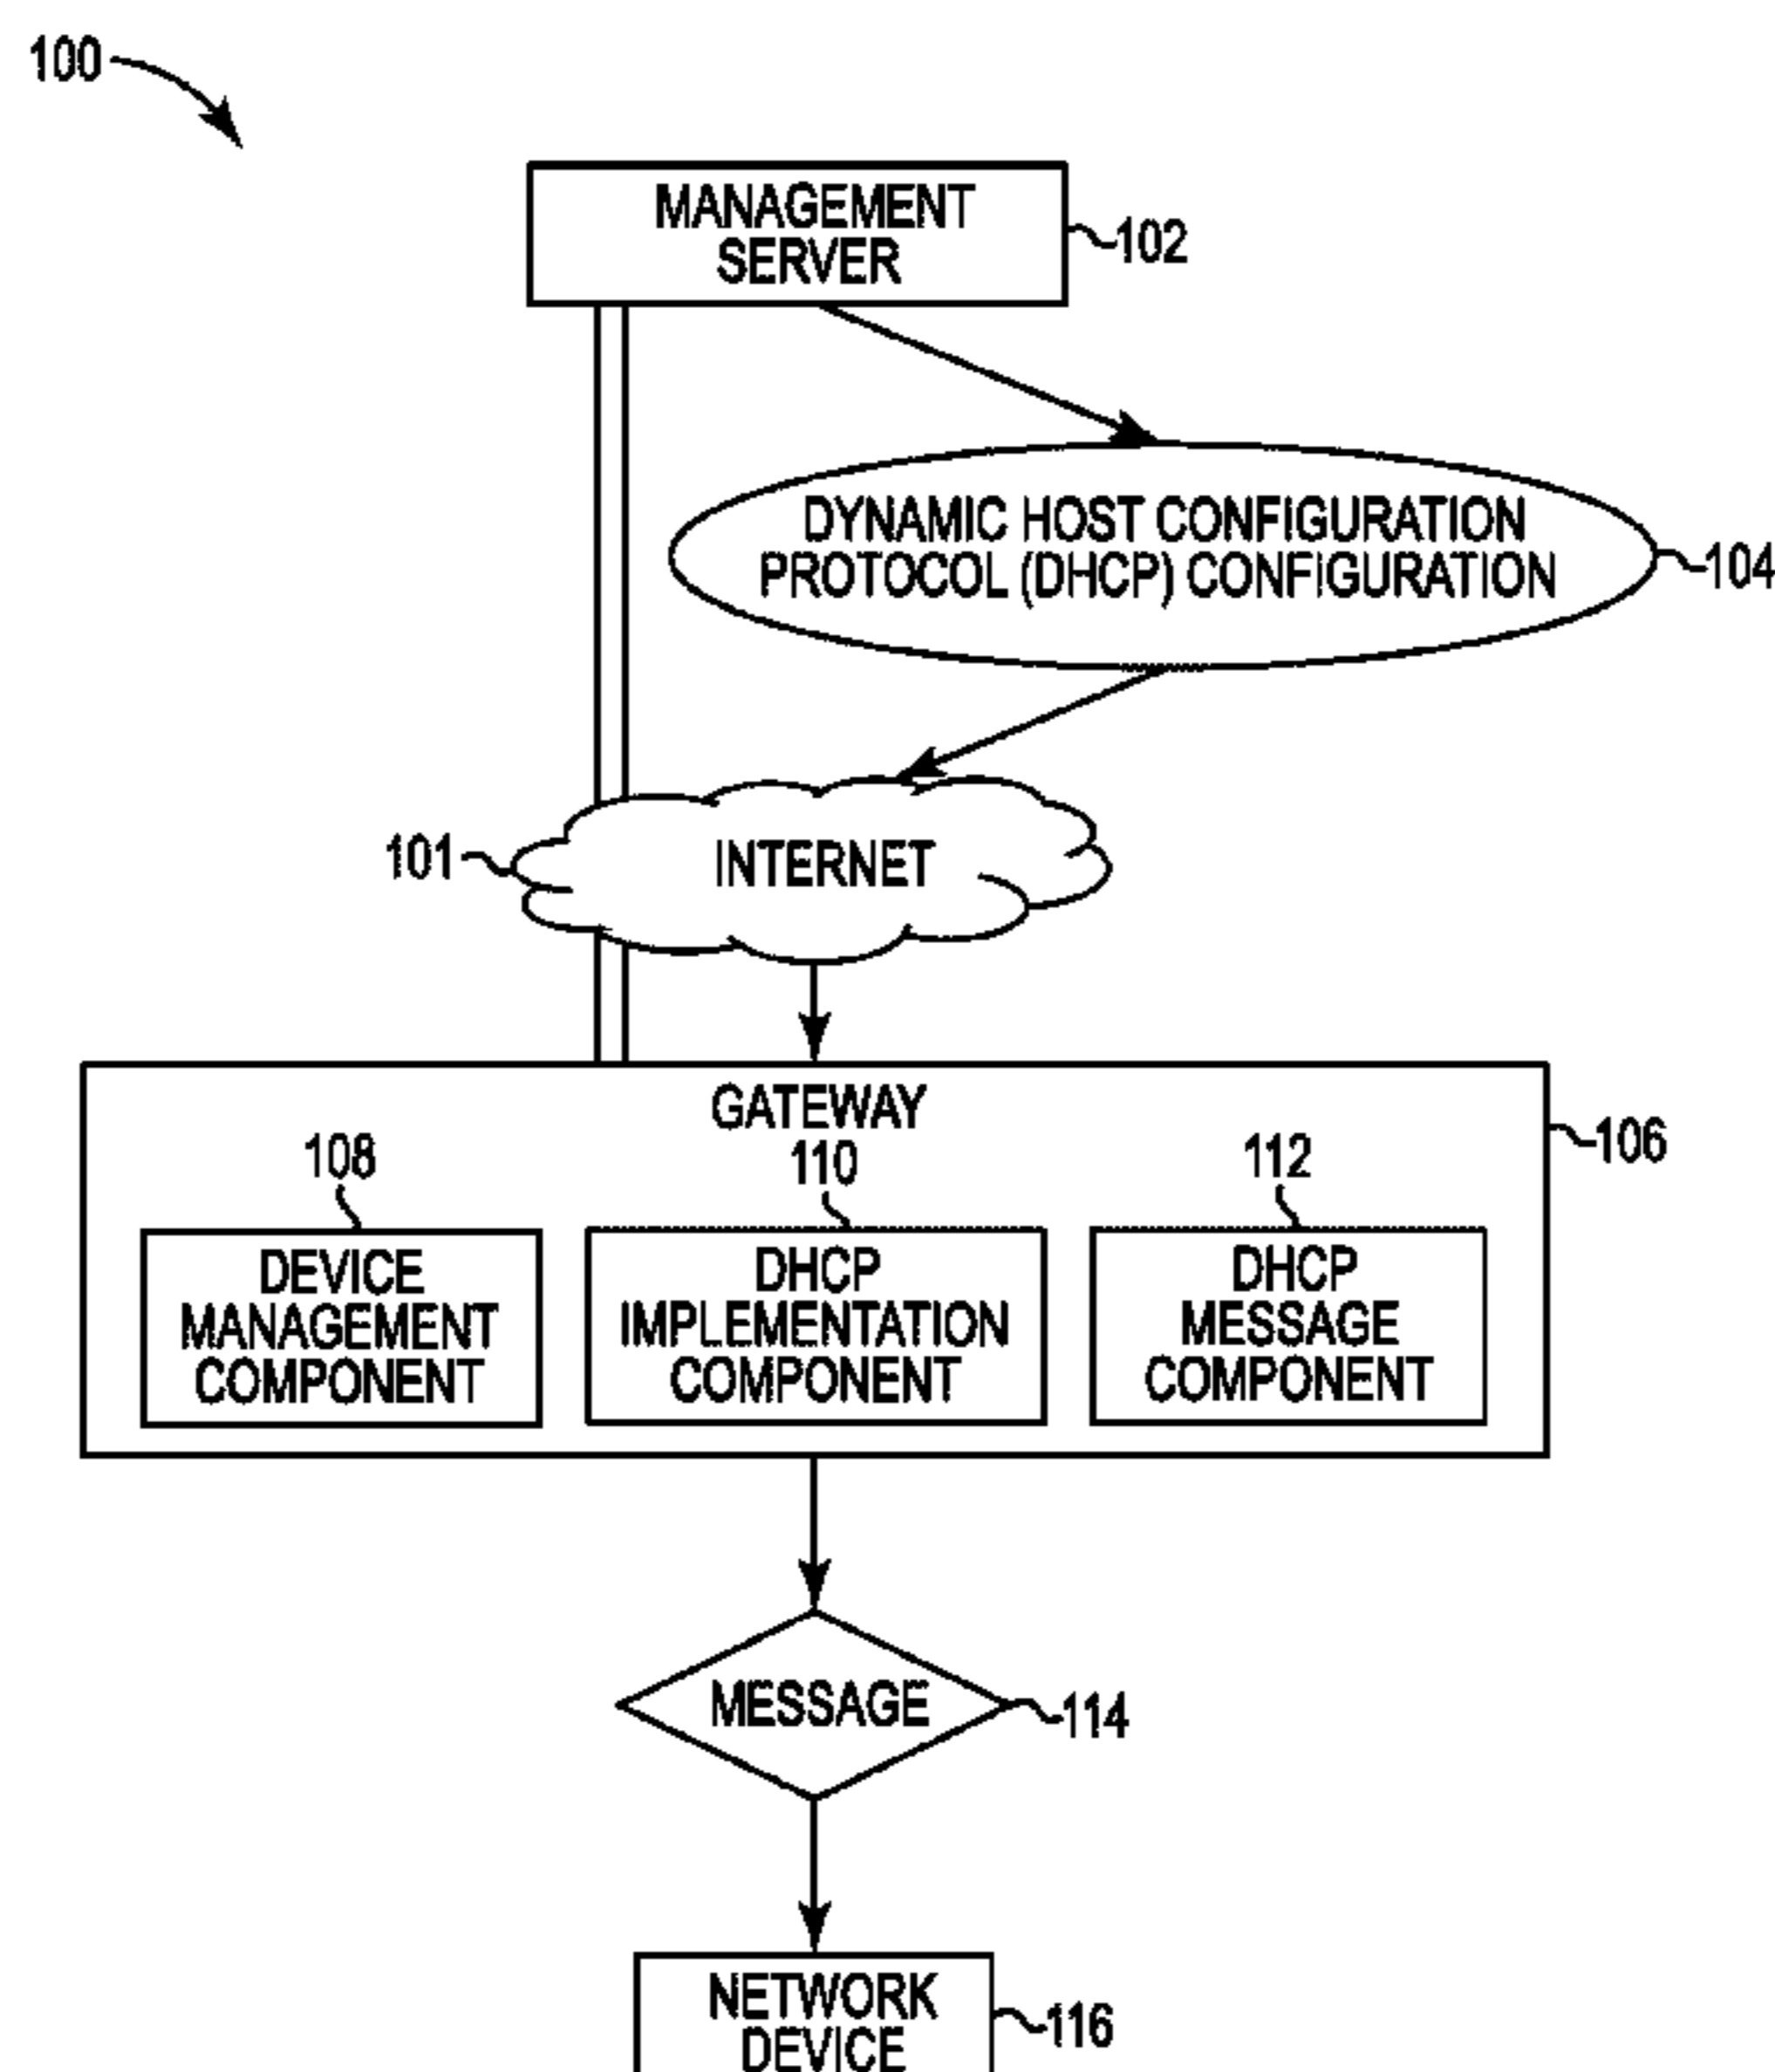 100
MANAGEMENT
SERVER
102
DYNAMIC HOST CONFIGURATION
PROTOCOL (DHCP) CONFIGURATION
104
101
INTERNET
GATEWAY
106
108
110
112
DEVICE
MANAGEMENT
COMPONENT
DHCP
IMPLEMENTATION
COMPONENT
DHCP
MESSAGE
COMPONENT
MESSAGE
114
NETWORK
DEVICE
116